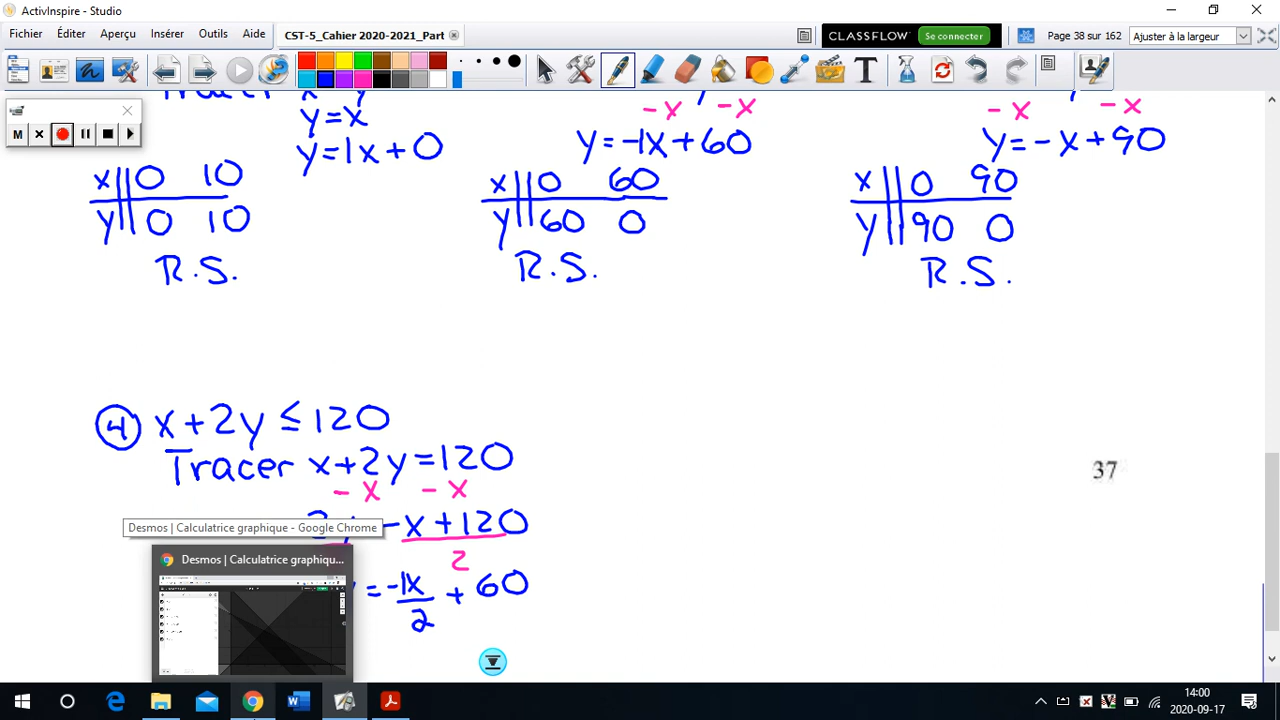 ActivInspire - Studio
Fichier Éditer Aperçu Insérer Outils Aide
CST-5_Cahier 2020-2021_Part
CLASSFLOW Se connecter
Page 38 sur 162
Ajuster à la largeur
M
Tracer x y
y=x
y=1x+0
x 0 10
y 0 10
R.S.
-x -x
y=-1x+60
x 0 60
y 60 0
R.S.
-x -x
y=-x+90
x 0 90
y 90 0
R.S.
④ x+2y ≤ 120
Tracer x+2y=120
-x -x
-x+120
2
=-1x/2 + 60
37
Desmos | Calculatrice graphique - Google Chrome
Desmos | Calculatrice graphiqu...
14:00
2020-09-17